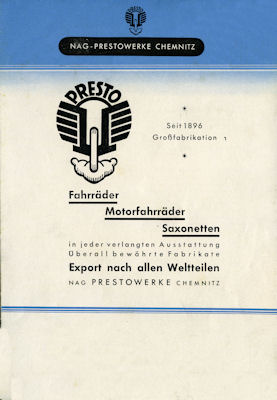 NAG-PRESTOWERKE CHEMNITZ
PRESTO
Seit 1896
Großfabrikation
Fahrräder
Motorfahrräder
Saxonetten
in jeder verlangten Ausstattung
Überall bewährte Fabrikate
Export nach allen Weltteilen
NAG PRESTOWERKE CHEMNITZ